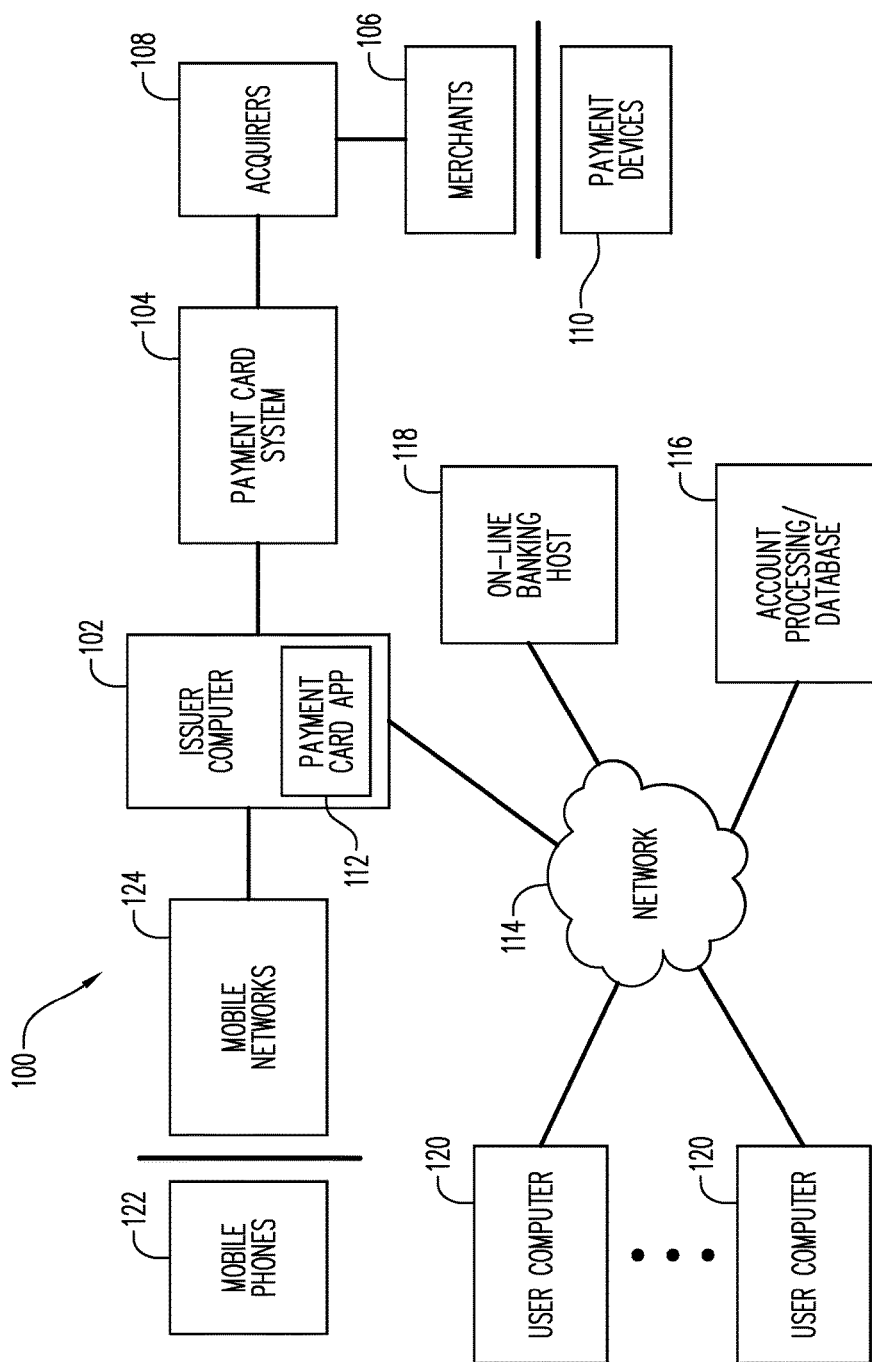 100
122
MOBILE
PHONES
124
MOBILE
NETWORKS
102
ISSUER
COMPUTER
PAYMENT
CARD APP
112
104
PAYMENT CARD
SYSTEM
108
ACQUIRERS
106
MERCHANTS
PAYMENT
DEVICES
110
114
NETWORK
118
ON-LINE
BANKING
HOST
116
ACCOUNT
PROCESSING/
DATABASE
120
USER COMPUTER
120
USER COMPUTER